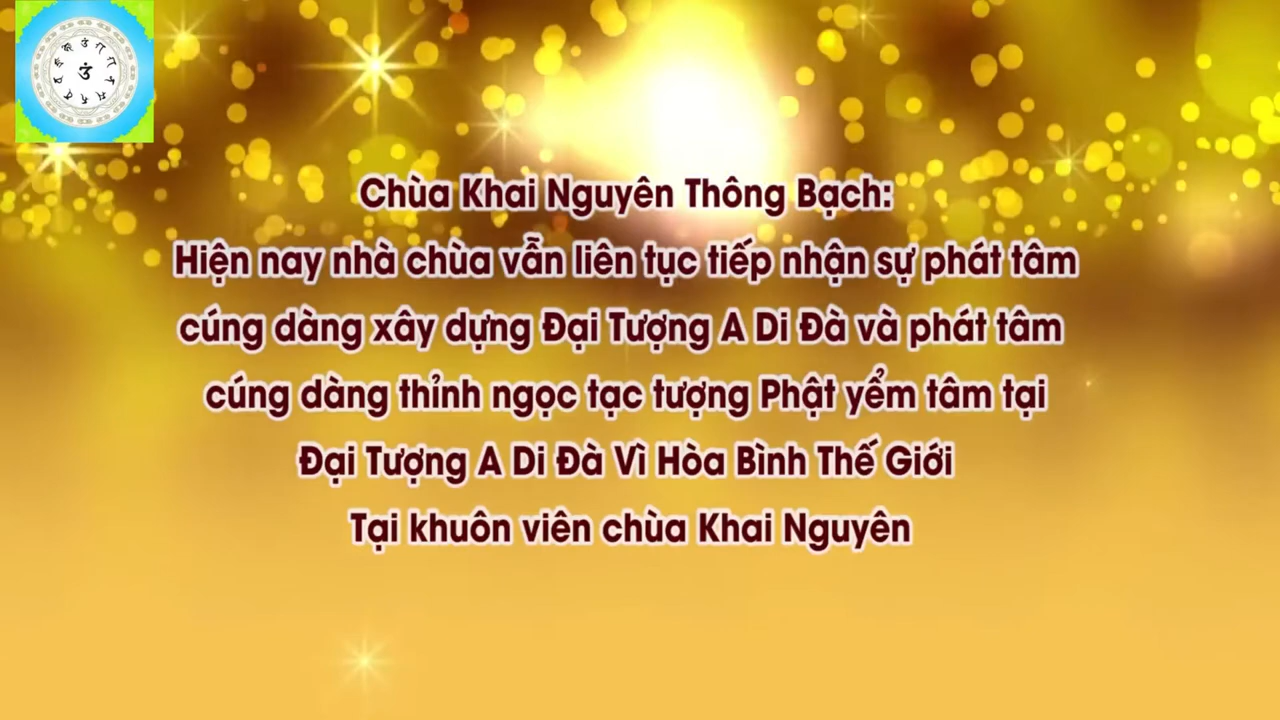 Chùa Khai Nguyên Thông Bạch:
Hiện nay nhà chùa vẫn liên tục tiếp nhận sự phát tâm
cúng dàng xây dựng Đại Tượng A Di Đà và phát tâm
cúng dàng thỉnh ngọc tạc tượng Phật yểm tâm tại
Đại Tượng A Di Đà Vì Hòa Bình Thế Giới
Tại khuôn viên chùa Khai Nguyên